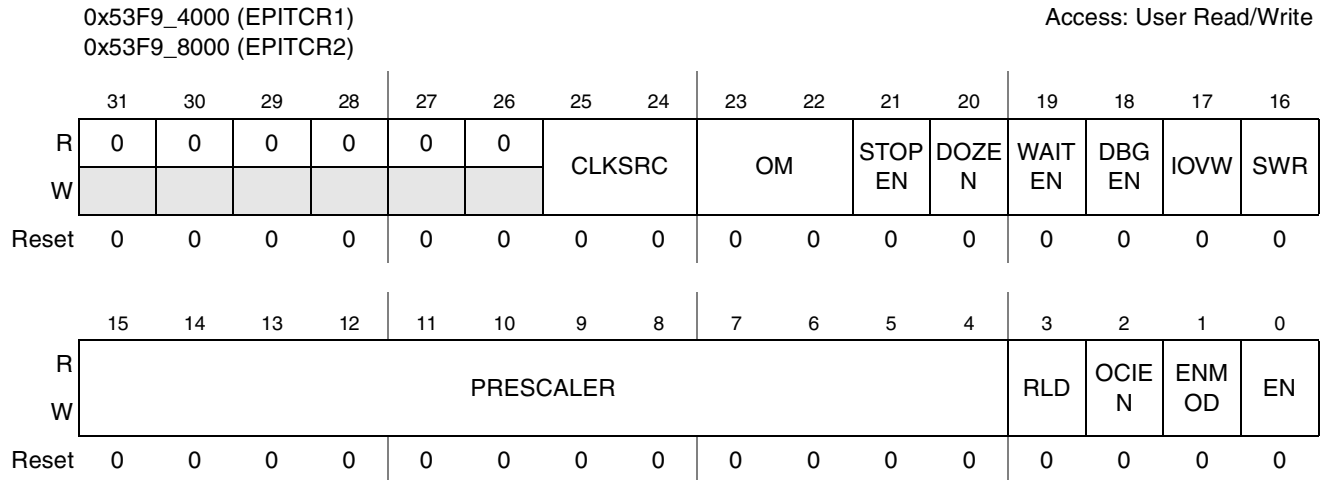 0x53F9_4000 (EPITCR1) Access: User Read/Write
0x53F9_8000 (EPITCR2)
31 30 29 28 27 26 25 24 23 22 21 20 19 18 17 16
R 0 0 0 0 0 0 CLKSRC OM STOP EN DOZE N WAIT EN DBG EN IOVW SWR
W
Reset 0 0 0 0 0 0 0 0 0 0 0 0 0 0 0 0
15 14 13 12 11 10 9 8 7 6 5 4 3 2 1 0
R PRESCALER RLD OCIE N ENM OD EN
W
Reset 0 0 0 0 0 0 0 0 0 0 0 0 0 0 0 0